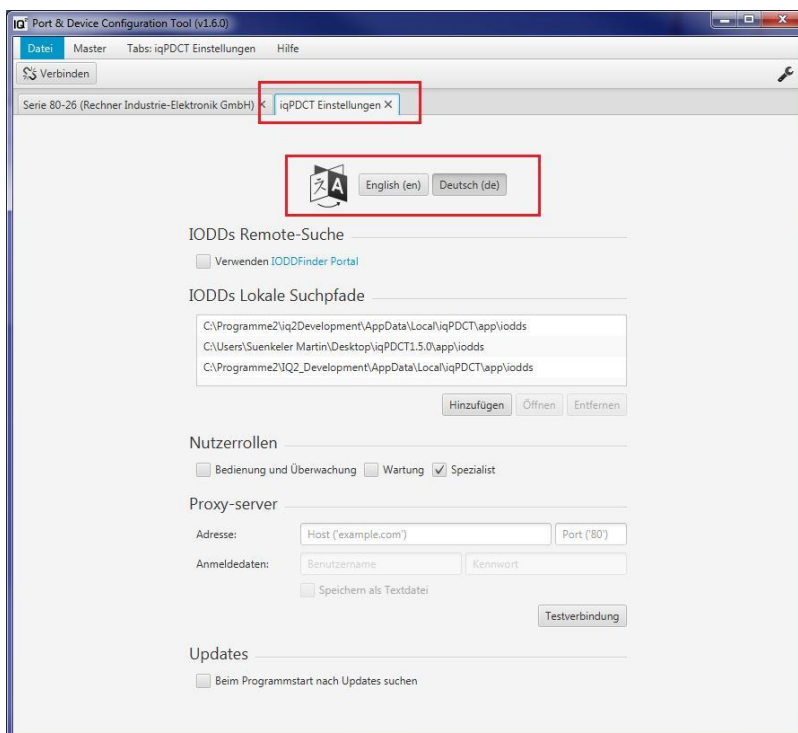 IQ² Port & Device Configuration Tool (v1.6.0)
Datei Master Tabs: iqPDCT Einstellungen Hilfe
Verbinden
Serie 80-26 (Rechner Industrie-Elektronik GmbH) iqPDCT Einstellungen
A English (en) Deutsch (de)
IODDs Remote-Suche
Verwenden IODDFinder Portal
IODDs Lokale Suchpfade
C:\Programme2\iq2Development\AppData\Local\iqPDCT\app\iodds
C:\Users\Suenkeler Martin\Desktop\iqPDCT1.5.0\app\iodds
C:\Programme2\IQ2_Development\AppData\Local\iqPDCT\app\iodds
Hinzufügen Öffnen Entfernen
Nutzerrollen
Bedienung und Überwachung Wartung Spezialist
Proxy-server
Adresse: Host ('example.com') Port ('80')
Anmeldedaten: Benutzername Kennwort
Speichern als Textdatei
Testverbindung
Updates
Beim Programmstart nach Updates suchen